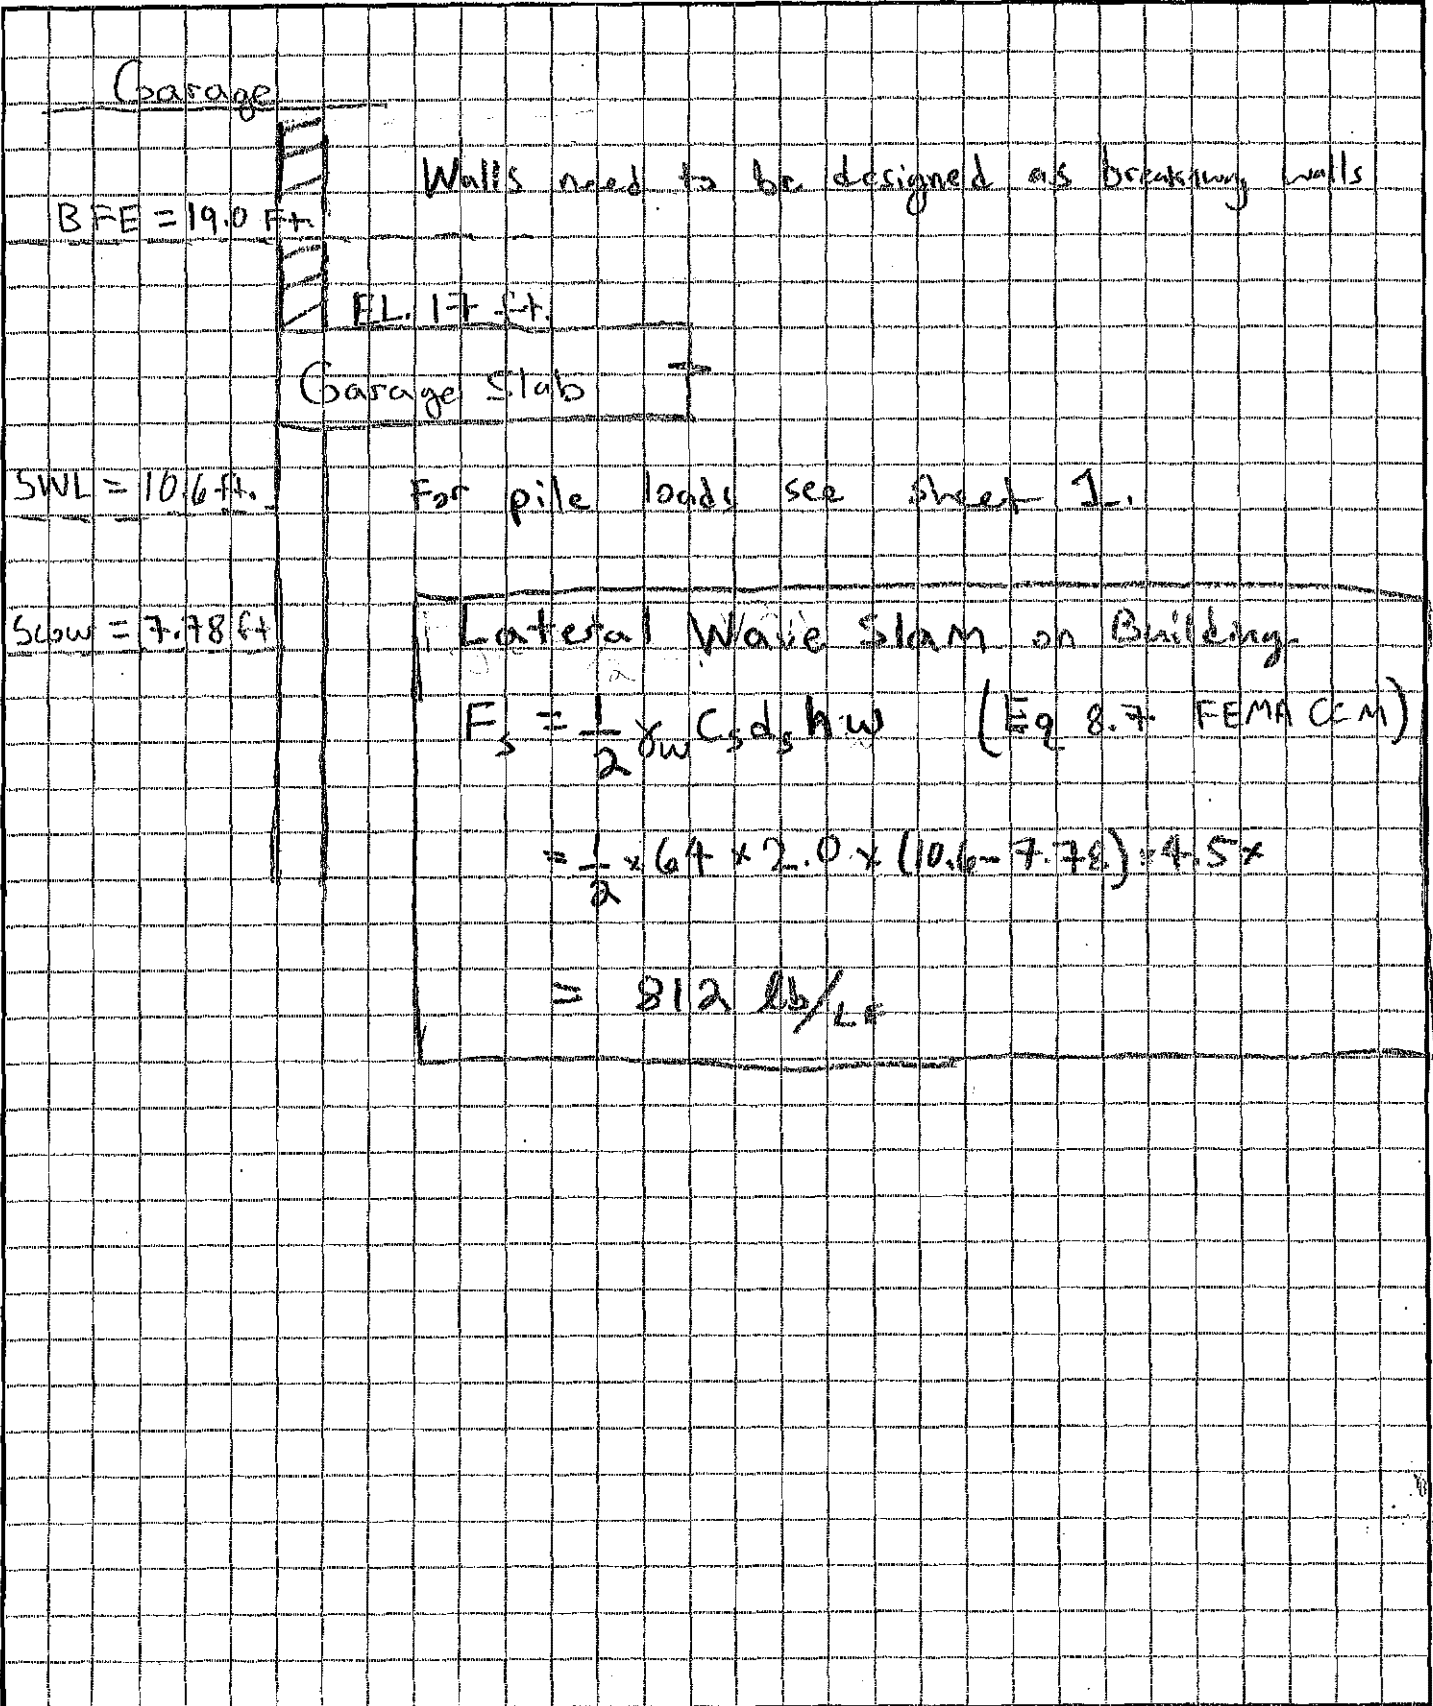 Garage
Walls need to be designed as breakaway walls
BFE = 19.0 Ft.
EL. 17 ft.
Garage Slab
SWL = 10.6 ft.
For pile loads see sheet 1.
Lateral Wave Slam on Building
= 7.78 ft
Fs = 1/2 γw Cs ds h w (Eq 8.7 FEMA CCM)
= 1/2 × 64 × 2.0 × (10.6 - 7.78) × 4.5 ×
= 812 lb/LF